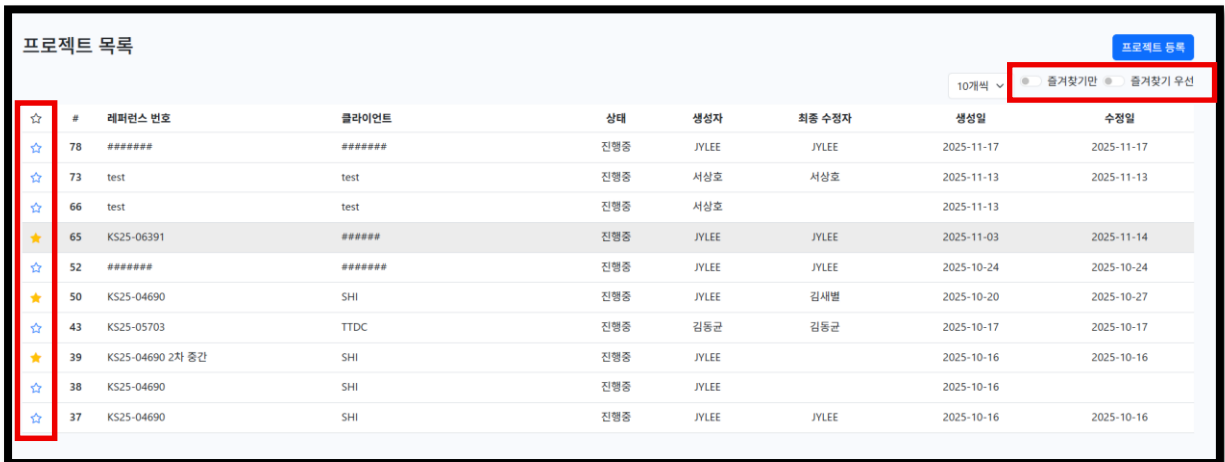 프로젝트 목록
프로젝트 등록
10개씩 즐겨찾기만 즐겨찾기 우선
# 레퍼런스 번호 클라이언트 상태 생성자 최종 수정자 생성일 수정일
78 ####### ####### 진행중 JYLEE JYLEE 2025-11-17 2025-11-17
73 test test 진행중 서상호 서상호 2025-11-13 2025-11-13
66 test test 진행중 서상호 2025-11-13
65 KS25-06391 ###### 진행중 JYLEE JYLEE 2025-11-03 2025-11-14
52 ####### ####### 진행중 JYLEE JYLEE 2025-10-24 2025-10-24
50 KS25-04690 SHI 진행중 JYLEE 김새별 2025-10-20 2025-10-27
43 KS25-05703 TTDC 진행중 김동균 김동균 2025-10-17 2025-10-17
39 KS25-04690 2차 중간 SHI 진행중 JYLEE 2025-10-16 2025-10-16
38 KS25-04690 SHI 진행중 JYLEE 2025-10-16
37 KS25-04690 SHI 진행중 JYLEE JYLEE 2025-10-16 2025-10-16